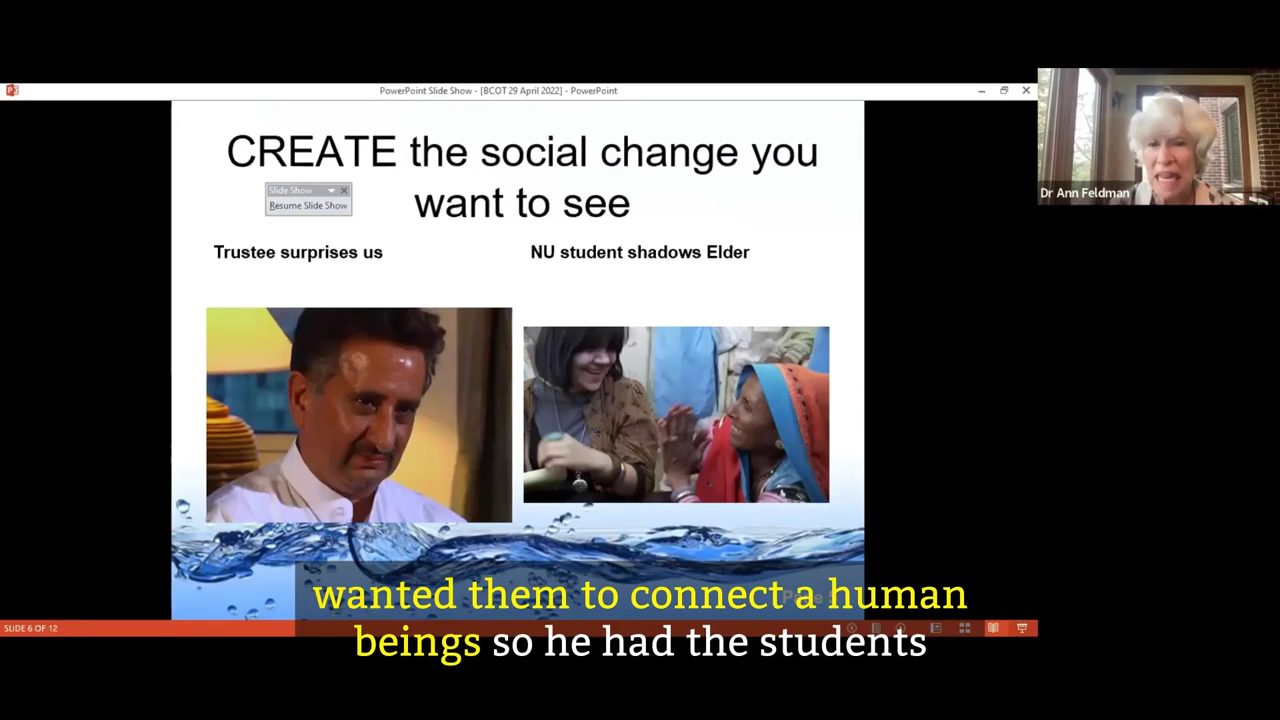 PowerPoint Slide Show - [BCOT 29 April 2022] - PowerPoint
CREATE the social change you
want to see
Slide Show
Resume Slide Show
Trustee surprises us
NU student shadows Elder
Dr Ann Feldman
wanted them to connect a human
beings so he had the students
SLIDE 6 OF 12